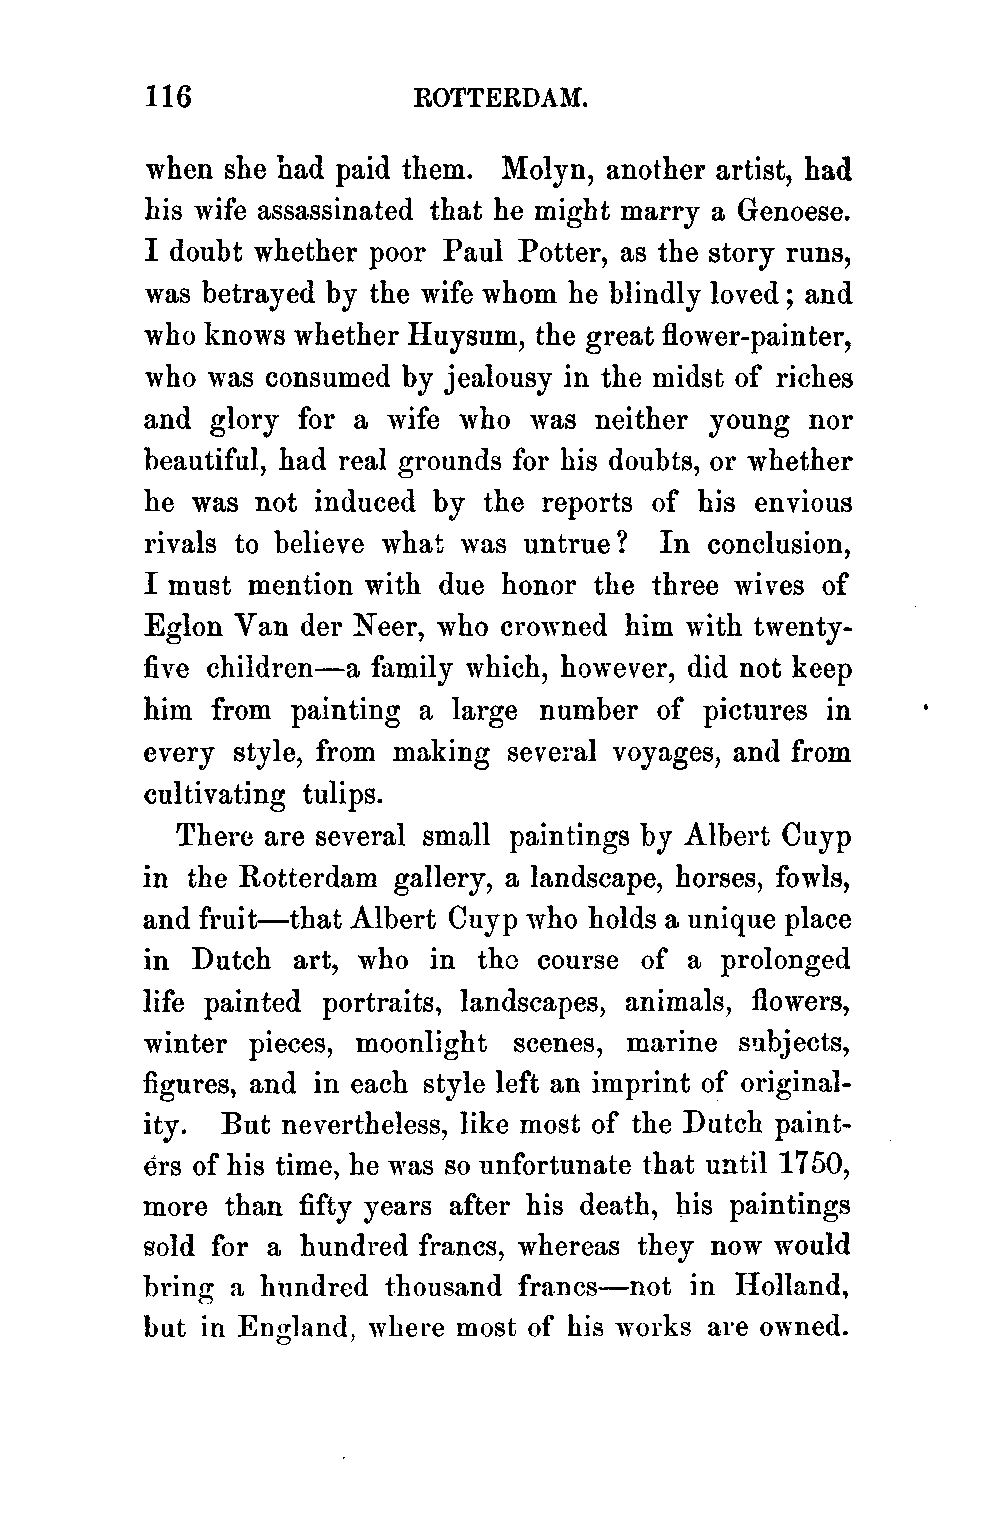 116 ROTTERDAM.
when she had paid them. Molyn, another artist, had
his wife assassinated that he might marry a Genoese.
I doubt whether poor Paul Potter, as the story runs,
was betrayed by the wife whom he blindly loved; and
who knows whether Huysum, the great flower-painter,
who was consumed by jealousy in the midst of riches
and glory for a wife who was neither young nor
beautiful, had real grounds for his doubts, or whether
he was not induced by the reports of his envious
rivals to believe what was untrue? In conclusion,
I must mention with due honor the three wives of
Eglon Van der Neer, who crowned him with twenty-
five children—a family which, however, did not keep
him from painting a large number of pictures in
every style, from making several voyages, and from
cultivating tulips.
There are several small paintings by Albert Cuyp
in the Rotterdam gallery, a landscape, horses, fowls,
and fruit—that Albert Cuyp who holds a unique place
in Dutch art, who in the course of a prolonged
life painted portraits, landscapes, animals, flowers,
winter pieces, moonlight scenes, marine subjects,
figures, and in each style left an imprint of original-
ity. But nevertheless, like most of the Dutch paint-
ers of his time, he was so unfortunate that until 1750,
more than fifty years after his death, his paintings
sold for a hundred francs, whereas they now would
bring a hundred thousand francs—not in Holland,
but in England, where most of his works are owned.